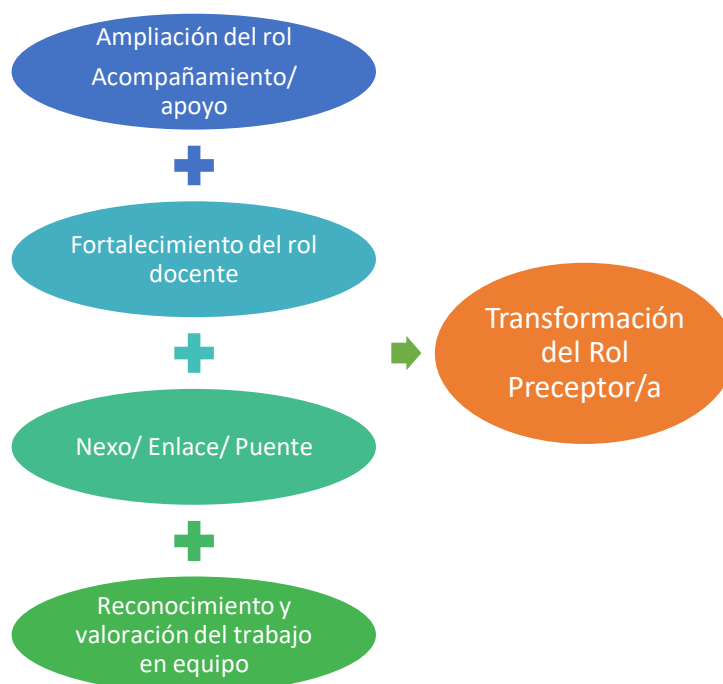 Ampliación del rol
Acompañamiento/
apoyo
Fortalecimiento del rol
docente
Nexo/ Enlace/ Puente
Reconocimiento y
valoración del trabajo
en equipo
Transformación
del Rol
Preceptor/a